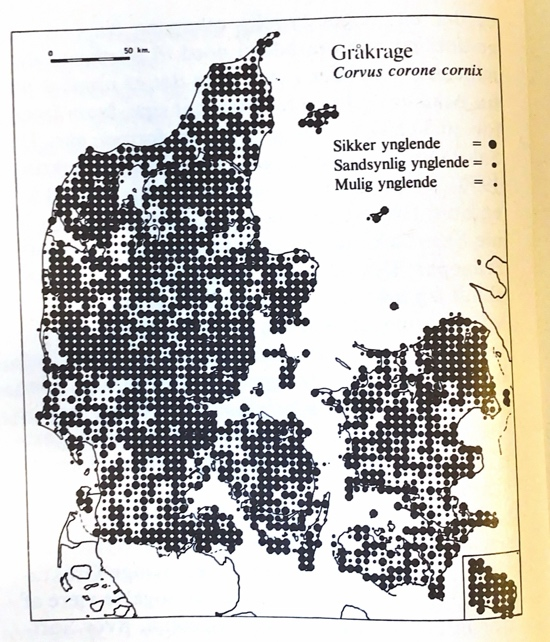 0 50 km.
Gråkrage
Corvus corone cornix
Sikker ynglende = ●
Sandsynlig ynglende = •
Mulig ynglende = ·